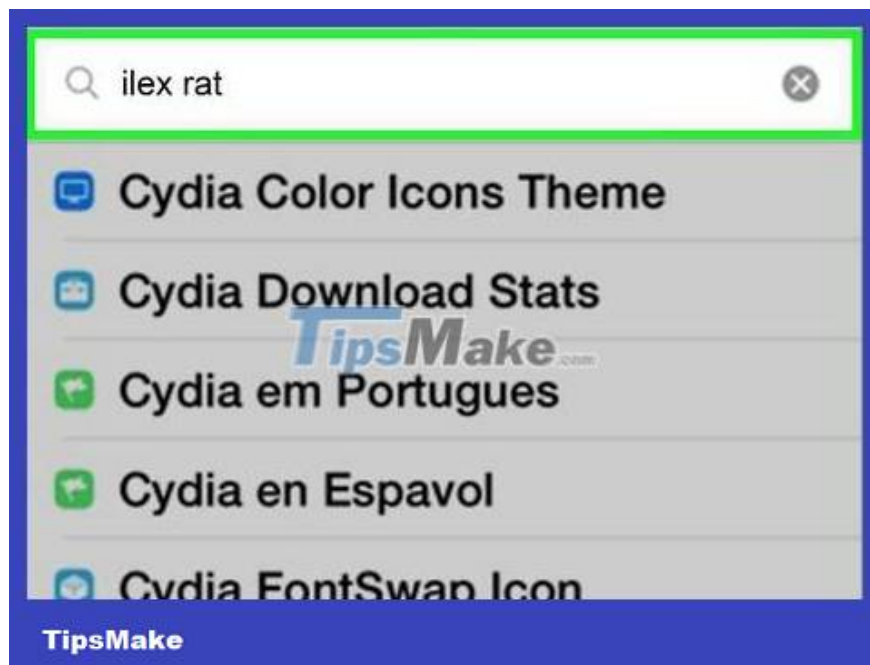 ilex rat
Cydia Color Icons Theme
Cydia Download Stats
TipsMake.com
Cydia em Portugues
Cydia en Espavol
Cydia FontSwap Icon
TipsMake